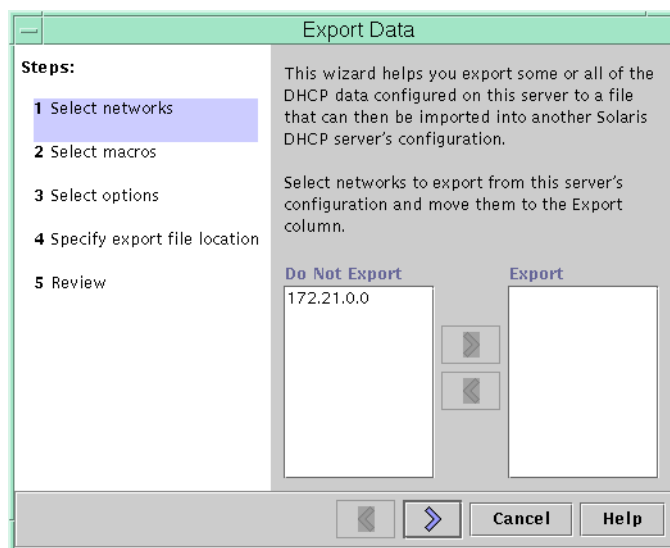 Export Data
Steps:
1 Select networks
2 Select macros
3 Select options
4 Specify export file location
5 Review
This wizard helps you export some or all of the
DHCP data configured on this server to a file
that can then be imported into another Solaris
DHCP server's configuration.
Select networks to export from this server's
configuration and move them to the Export
column.
Do Not Export
Export
172.21.0.0
Cancel
Help